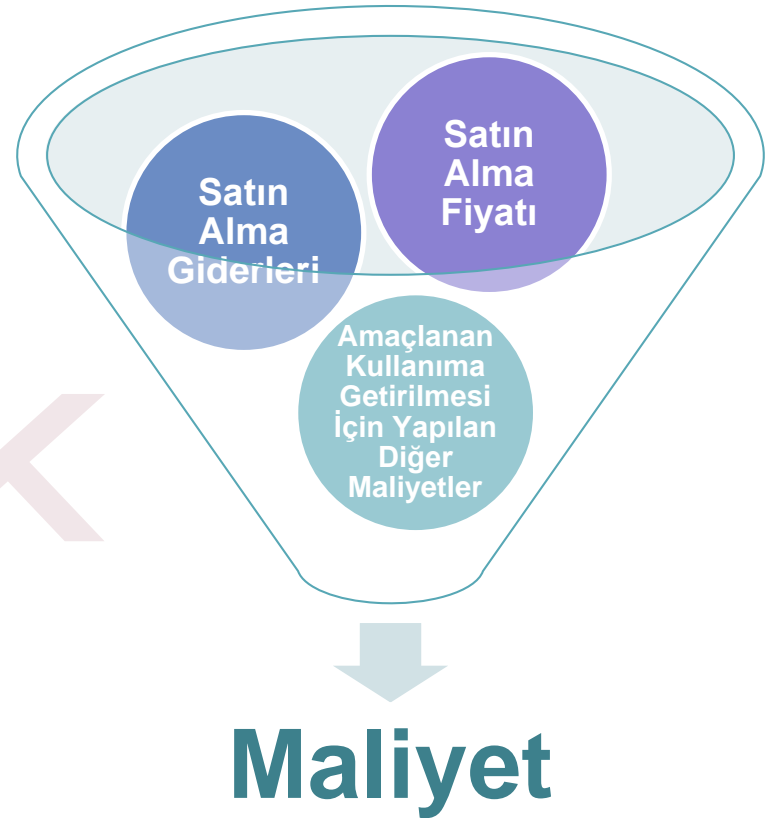 Satın
Alma
Giderleri
Satın
Alma
Fiyatı
Amaçlanan
Kullanıma
Getirilmesi
İçin Yapılan
Diğer
Maliyetler
Maliyet